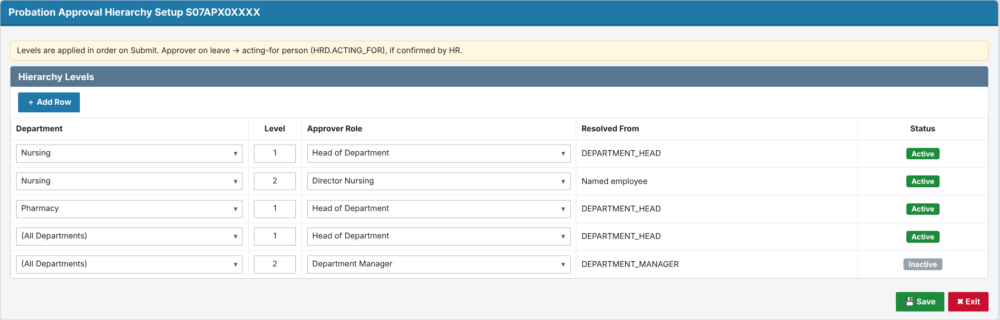 Probation Approval Hierarchy Setup S07APX0XXXX
Levels are applied in order on Submit. Approver on leave → acting-for person (HRD.ACTING_FOR), if confirmed by HR.
Hierarchy Levels
+ Add Row
Department Level Approver Role Resolved From Status
Nursing 1 Head of Department DEPARTMENT_HEAD Active
Nursing 2 Director Nursing Named employee Active
Pharmacy 1 Head of Department DEPARTMENT_HEAD Active
(All Departments) 1 Head of Department DEPARTMENT_HEAD Active
(All Departments) 2 Department Manager DEPARTMENT_MANAGER Inactive
💾 Save ✖ Exit